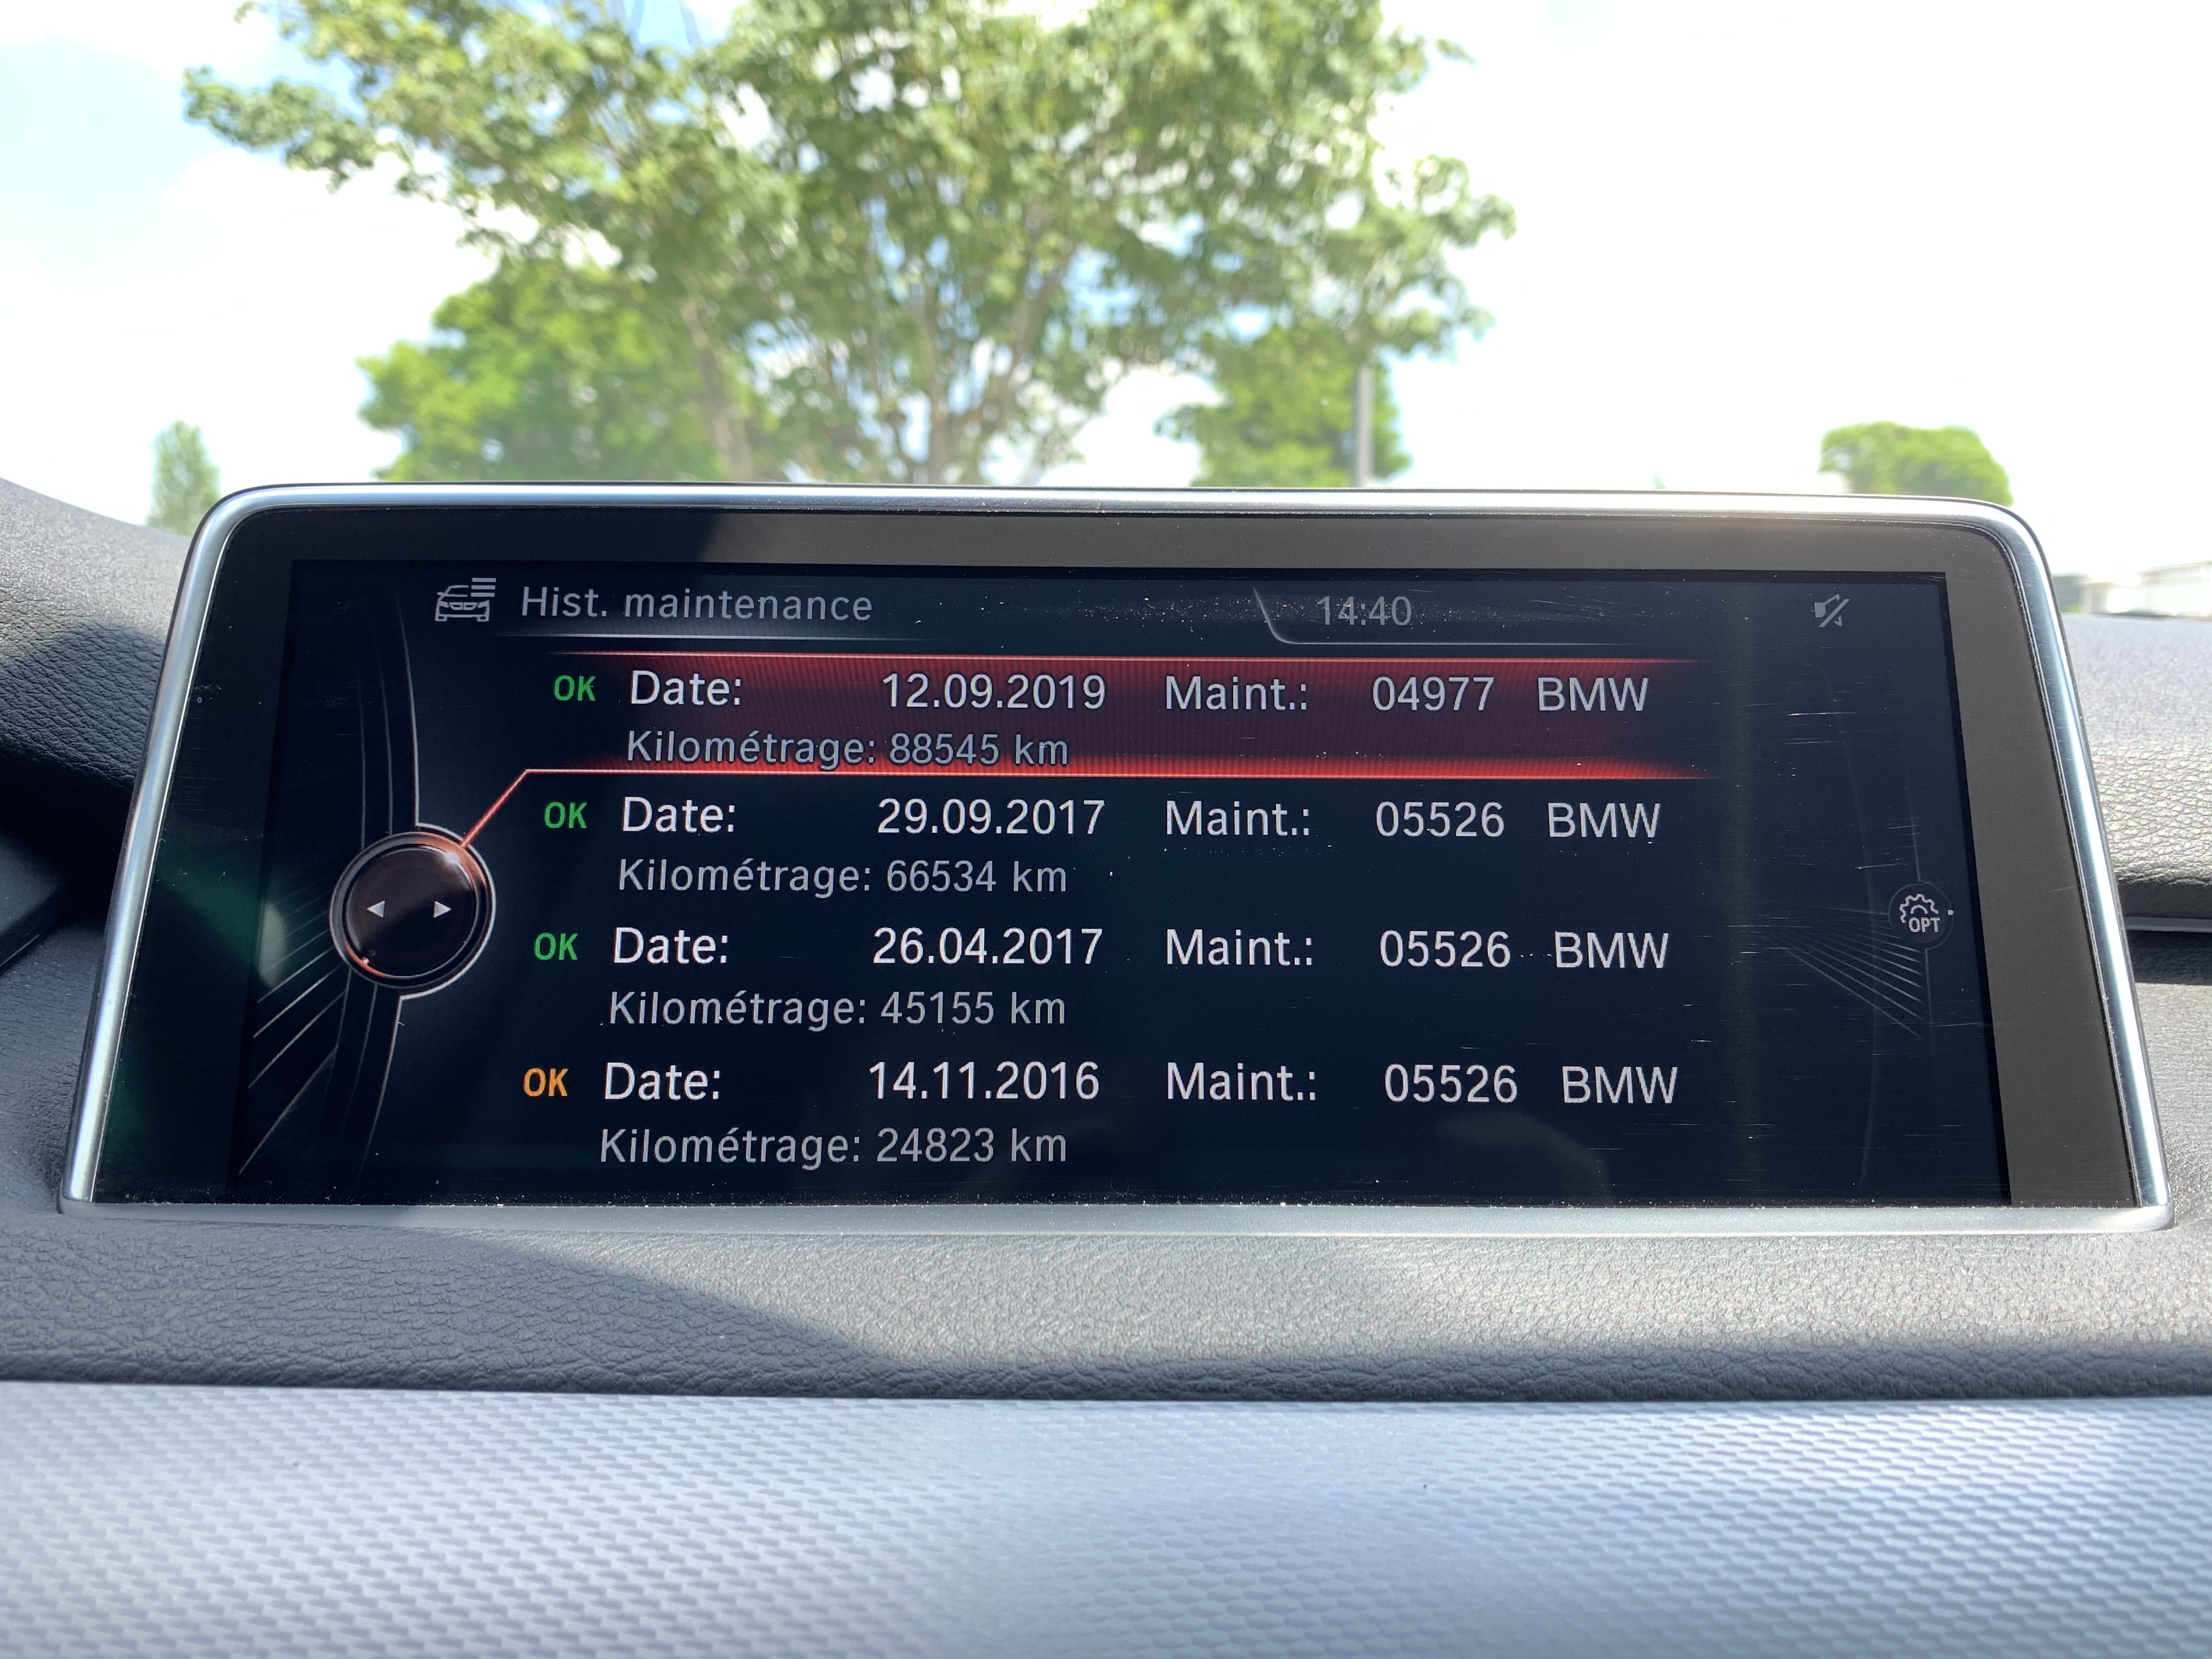 Hist. maintenance 14:40
OK Date: 12.09.2019 Maint.: 04977 BMW
Kilométrage: 88545 km
OK Date: 29.09.2017 Maint.: 05526 BMW
Kilométrage: 66534 km
OK Date: 26.04.2017 Maint.: 05526 BMW
Kilométrage: 45155 km
OPT
OK Date: 14.11.2016 Maint.: 05526 BMW
Kilométrage: 24823 km